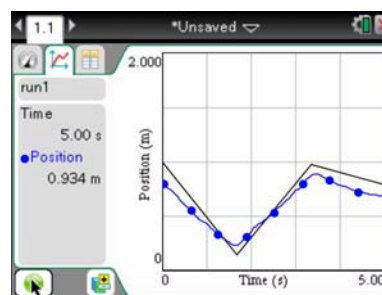 1.1
*Unsaved
run1
Time
5.00 s
Position
0.934 m
2.000
Position (m)
0
0
Time (s)
5.00